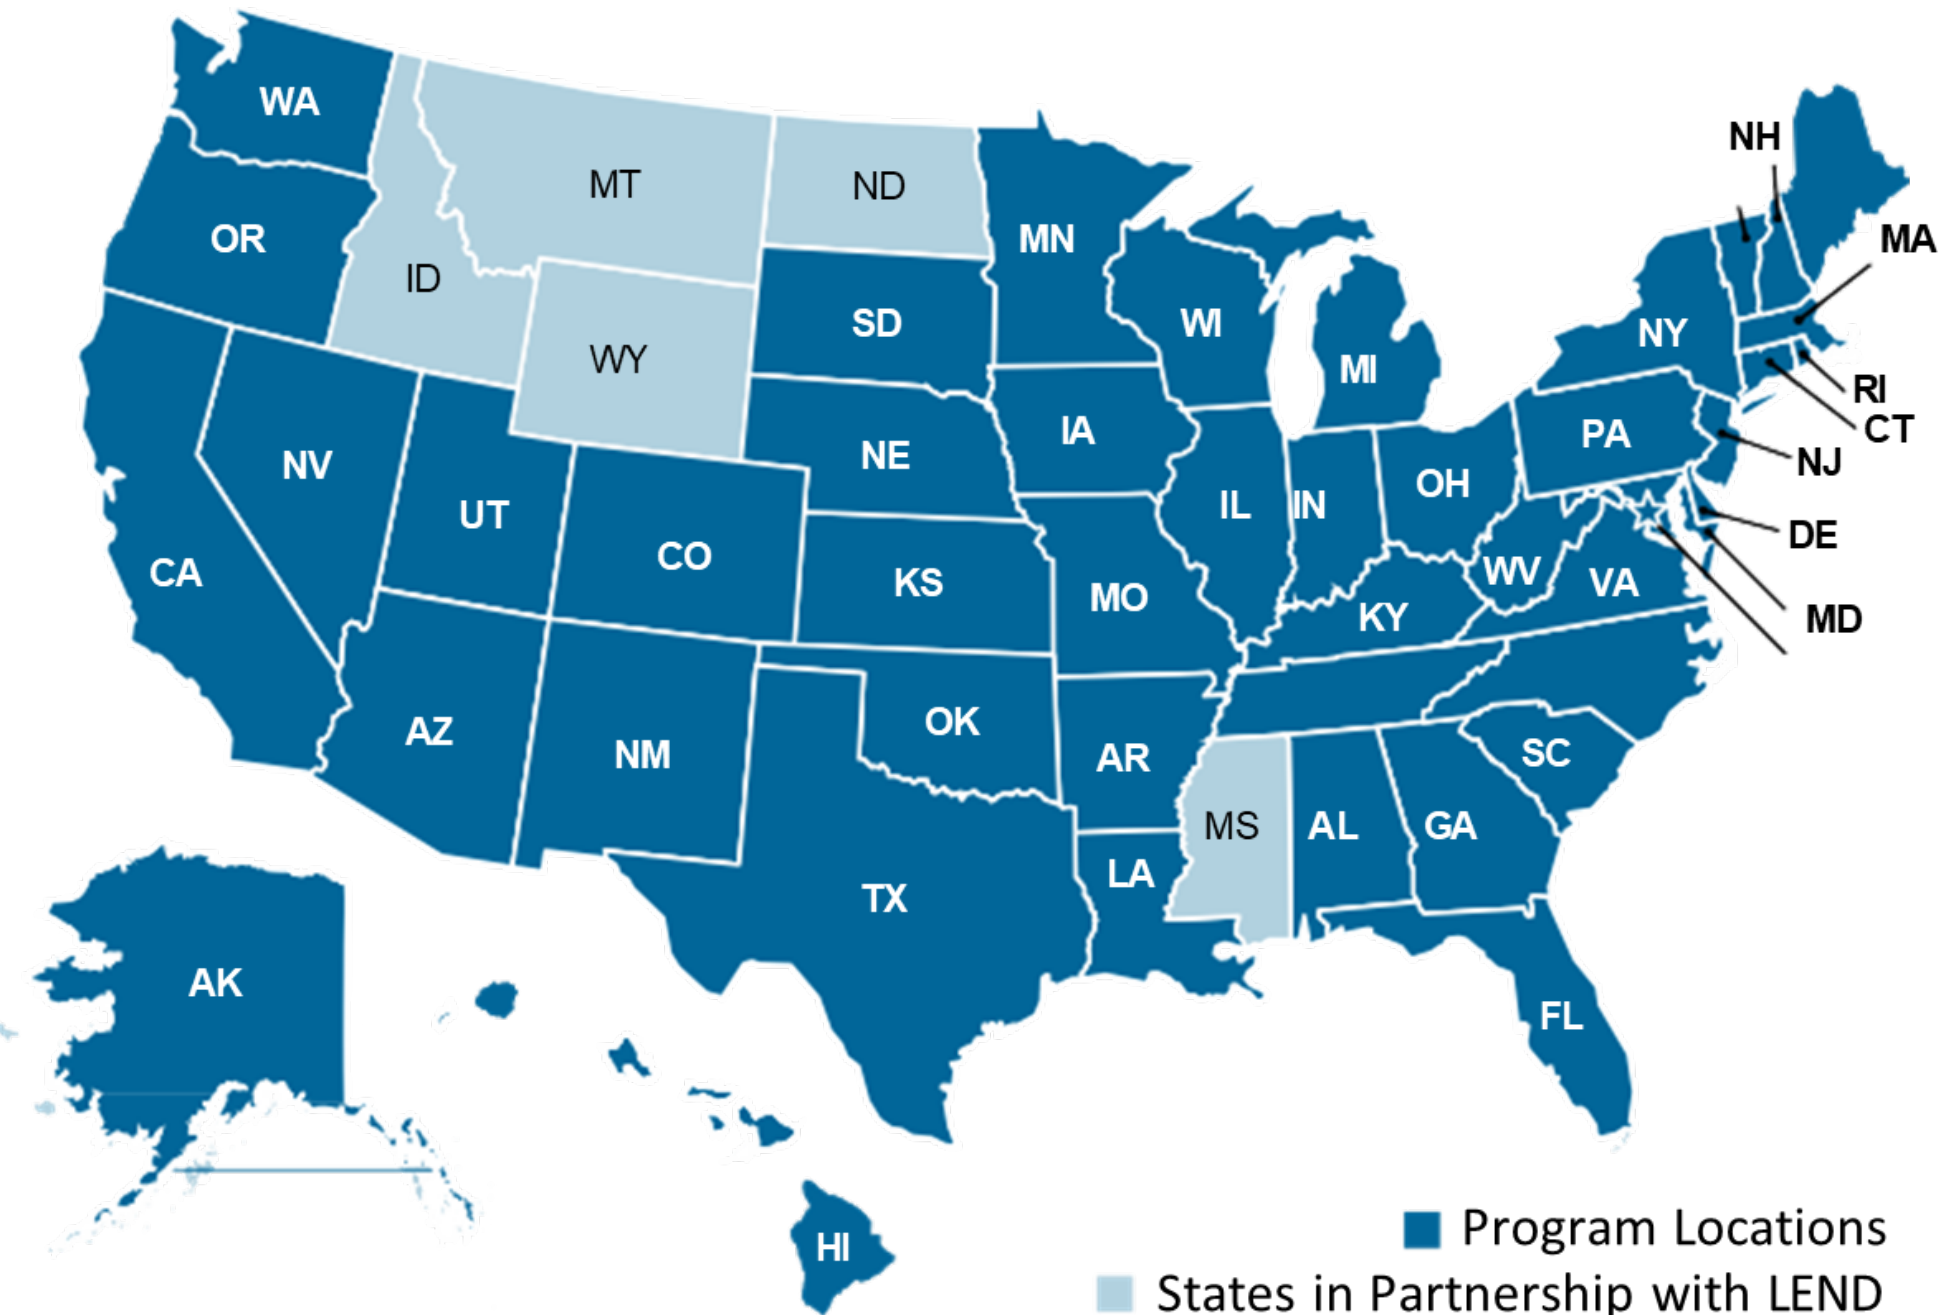 WA
NH
MT
ND
OR
MN
MA
ID
SD
WI
NY
WY
MI
RI
IA
CT
PA
NE
NJ
NV
OH
IL
IN
UT
DE
CO
WV
CA
KS
VA
MO
KY
MD
OK
AZ
SC
NM
AR
MS
AL
GA
LA
TX
AK
FL
HI
Program Locations
States in Partnership with LEND